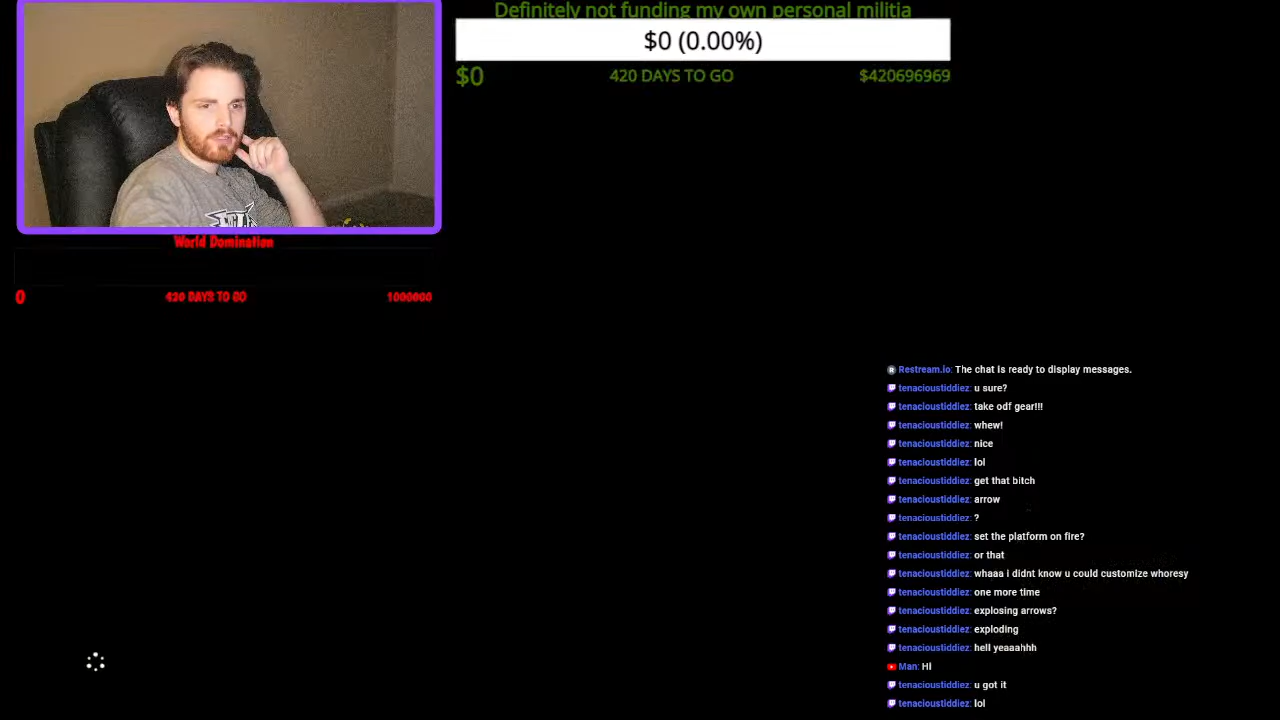 Definitely not funding my own personal militia
$0 (0.00%)
$0 420 DAYS TO GO $420696969
World Domination
0 420 DAYS TO GO 1000000
Restream.io: The chat is ready to display messages.
tenacioustiddiez: u sure?
tenacioustiddiez: take odf gear!!!
tenacioustiddiez: whew!
tenacioustiddiez: nice
tenacioustiddiez: lol
tenacioustiddiez: get that bitch
tenacioustiddiez: arrow
tenacioustiddiez: ?
tenacioustiddiez: set the platform on fire?
tenacioustiddiez: or that
tenacioustiddiez: whaaa i didnt know u could customize whoresy
tenacioustiddiez: one more time
tenacioustiddiez: explosing arrows?
tenacioustiddiez: exploding
tenacioustiddiez: hell yeaaahhh
Man: Hi
tenacioustiddiez: u got it
tenacioustiddiez: lol